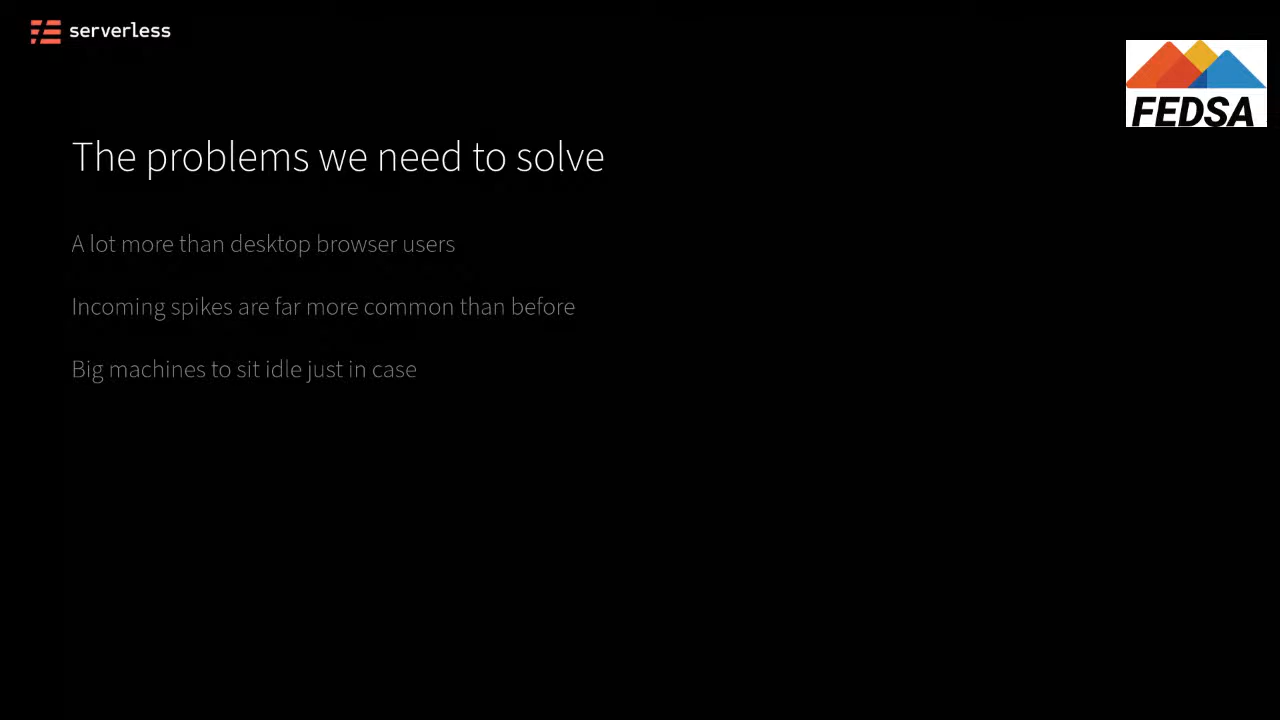 serverless
FEDSA
The problems we need to solve
A lot more than desktop browser users
Incoming spikes are far more common than before
Big machines to sit idle just in case